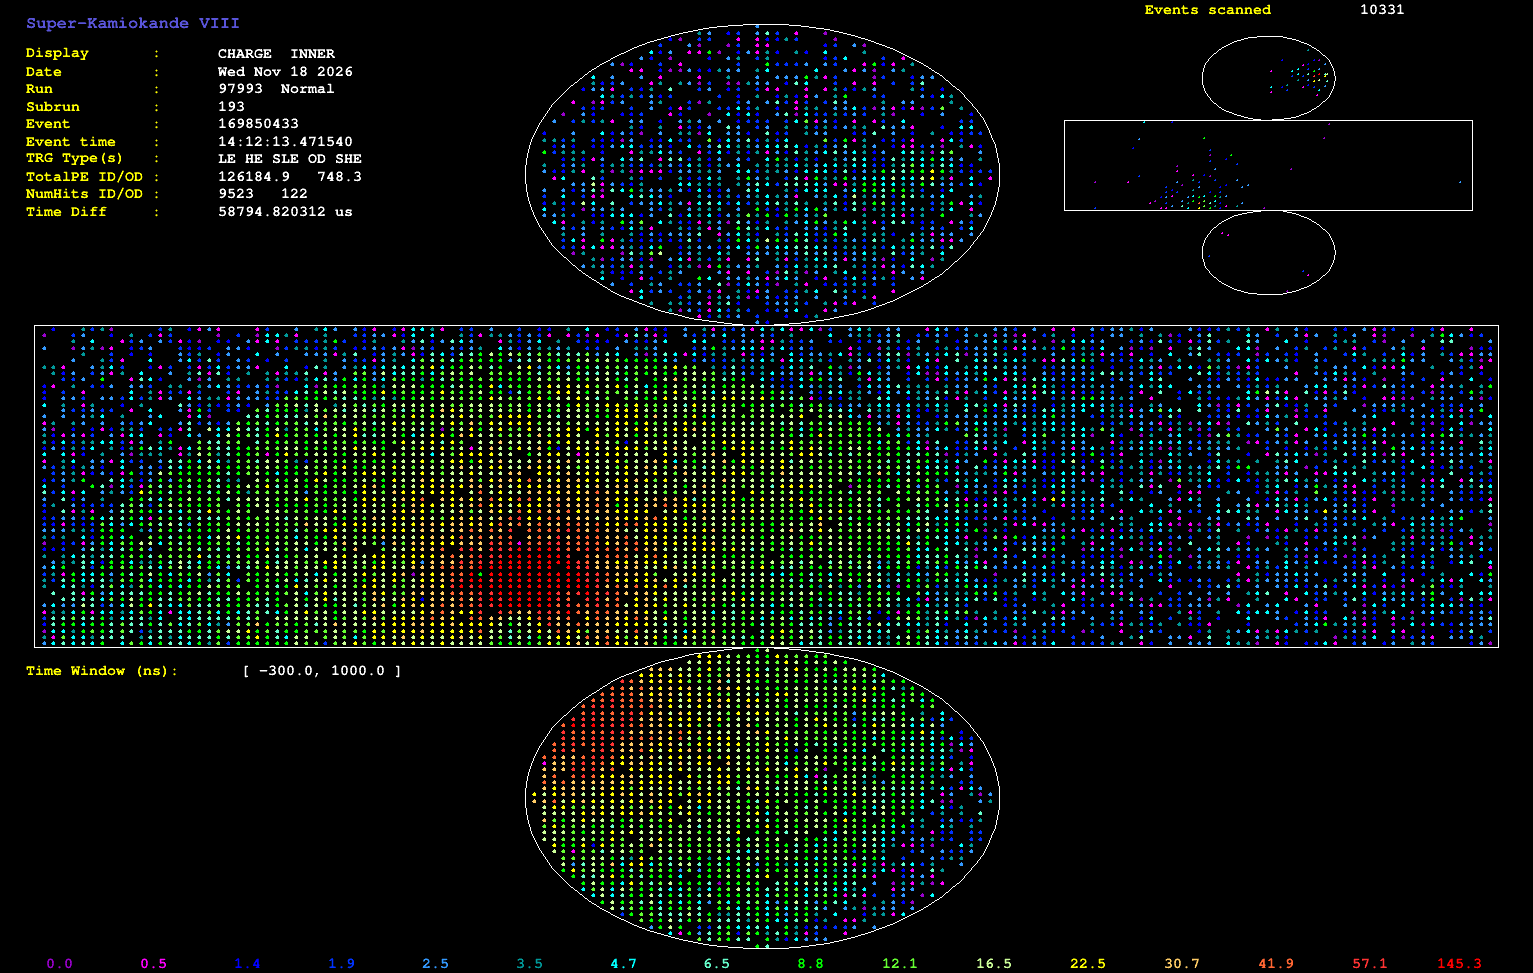 Super-Kamiokande VIII
Display : CHARGE INNER
Date : Wed Nov 18 2026
Run : 97993 Normal
Subrun : 193
Event : 169850433
Event time : 14:12:13.471540
TRG Type(s) : LE HE SLE OD SHE
TotalPE ID/OD : 126184.9 748.3
NumHits ID/OD : 9523 122
Time Diff : 58794.820312 us
Events scanned 10331
Time Window (ns): [ -300.0, 1000.0 ]
0.0 0.5 1.4 1.9 2.5 3.5 4.7 6.5 8.8 12.1 16.5 22.5 30.7 41.9 57.1 145.3